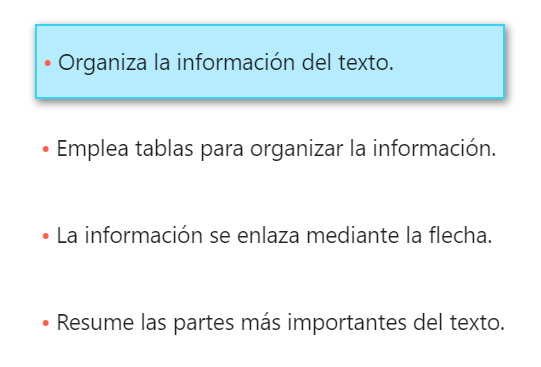 • Organiza la información del texto.
• Emplea tablas para organizar la información.
• La información se enlaza mediante la flecha.
• Resume las partes más importantes del texto.